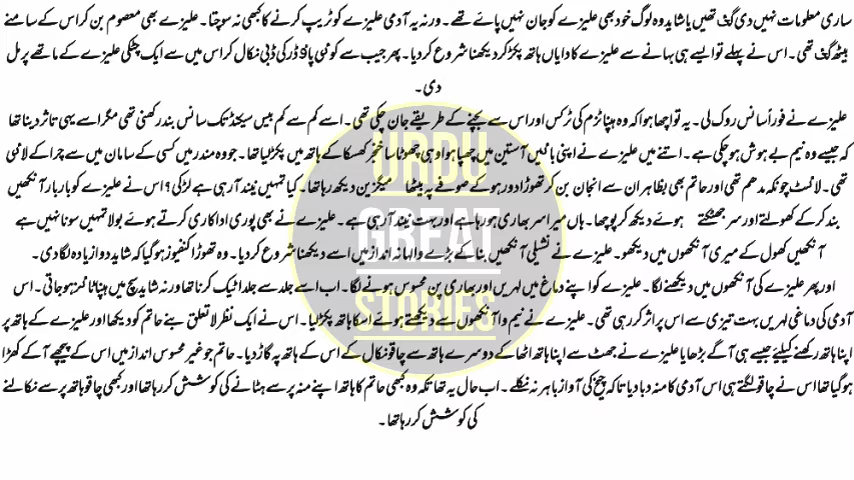 ساری معلومات نہیں دی گئی تھیں یا شاید وہ لوگ خود بھی علیزے کو جان نہیں پائے تھے۔ ورنہ یہ آدمی علیزے کو ٹریپ کرنے کا کبھی نہ سوچتا۔ علیزے بھی معصوم بن کر اس کے سامنے
بیٹھ گئی تھی۔ اس نے پہلے تو ایسے ہی بہانے سے علیزے کا دایاں ہاتھ پکڑ کر دیکھنا شروع کر دیا۔ پھر جیب سے کوئی پاؤڈر کی ڈبی نکال کر اس میں سے ایک چٹکی علیزے کے ماتھے پر مل
دی۔
علیزے نے فوراً سانس روک لی۔ یہ تو اچھا ہوا کہ وہ ہپناٹزم کی ٹرکس اور اس سے بچنے کے طریقے جان چکی تھی۔ اسے کم سے کم بیس سیکنڈ تک سانس بند رکھنی تھی مگر اسے یہی تاثر دینا تھا
کہ جیسے وہ نیم بے ہوش ہو چکی ہے۔ اتنے میں علیزے نے اپنی بائیں آستین میں چھپا ہوا وہی چھوٹا سا خنجر کھسکا کے ہاتھ میں پکڑ لیا تھا۔ جو وہ مندر میں کسی کے سامان میں سے چرا کے لائی
تھی۔ لائٹ چونکہ مدھم تھی اور حاتم بھی بظاہر ان سے انجان بن کر تھوڑا دور ہو کے صوفے پہ بیٹھا میگزین دیکھ رہا تھا۔ کیا تمہیں نیند آ رہی ہے لڑکی؟ اس نے علیزے کو بار بار آنکھیں
بند کر کے کھولتے اور سر جھٹکتے ہوئے دیکھ کر پوچھا۔ ہاں میرا سر بھاری ہو رہا ہے اور بہت نیند آ رہی ہے۔ علیزے نے بھی پوری اداکاری کرتے ہوئے بولا تمہیں سونا نہیں ہے
آنکھیں کھول کے میری آنکھوں میں دیکھو۔ علیزے نے نشیلی آنکھیں بنا کے بڑے والہانہ انداز میں اسے دیکھنا شروع کر دیا۔ وہ تھوڑا کنفیوز ہو گیا کہ شاید دوا زیادہ لگا دی۔
اور پھر علیزے کی آنکھوں میں دیکھنے لگا۔ علیزے کو اپنے دماغ میں لہریں اور بھاری پن محسوس ہونے لگا۔ اب اسے جلد سے جلد اٹیک کرنا تھا ورنہ شاید سچ میں ہپناٹائز ہو جاتی۔ اس
آدمی کی دماغی لہریں بہت تیزی سے اس پر اثر کر رہی تھی۔ علیزے نے نیم وا آنکھوں سے دیکھتے ہوئے اسکا ہاتھ پکڑ لیا۔ اس نے ایک نظر لا تعلق بنے حاتم کو دیکھا اور علیزے کے ہاتھ پر
اپنا ہاتھ رکھنے کیلئے جیسے ہی آگے بڑھایا علیزے نے جھٹ سے اپنا ہاتھ اٹھا کے دوسرے ہاتھ سے چاقو نکال کے اس کے ہاتھ پہ گاڑ دیا۔ حاتم جو غیر محسوس انداز میں اس کے پیچھے آ کے کھڑا
ہو گیا تھا اس نے چاقو لگتے ہی اس آدمی کا منہ دبا دیا تاکہ چیخ کی آواز باہر نہ نکلے۔ اب حال یہ تھا کہ وہ کبھی حاتم کا ہاتھ اپنے منہ پر سے ہٹانے کی کوشش کر رہا تھا اور کبھی چاقو ہاتھ پر سے نکالنے
کی کوشش کر رہا تھا۔
URDU
GREAT
STORIES